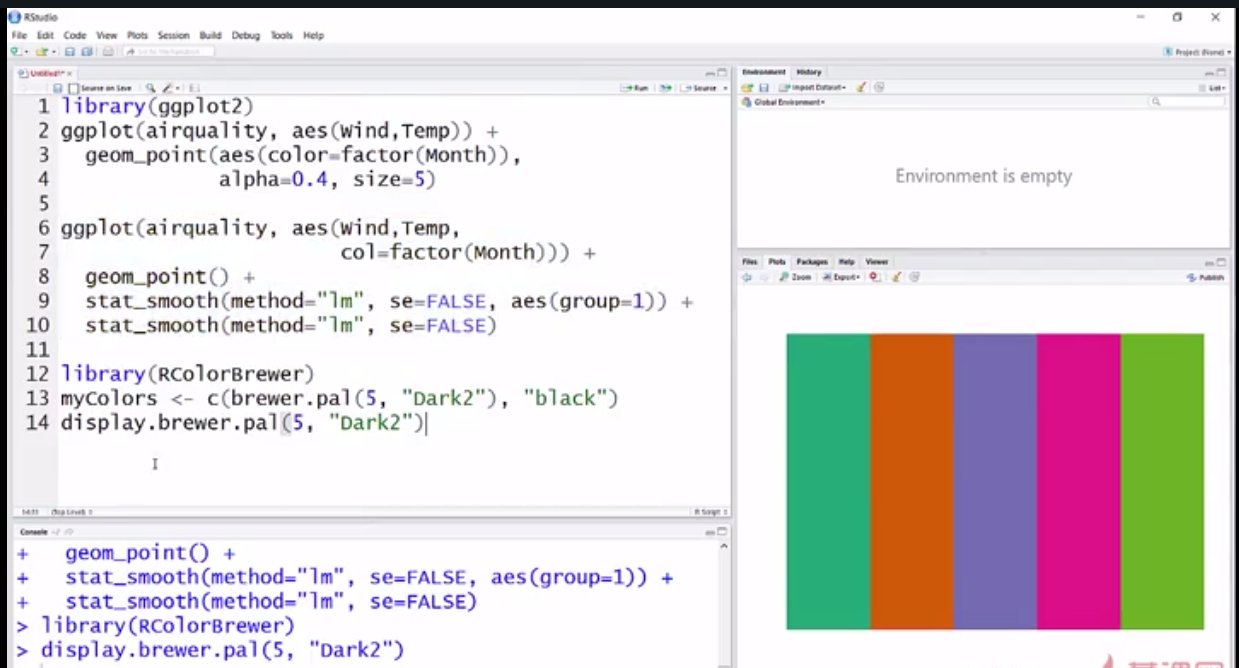 RStudio
File Edit Code View Plots Session Build Debug Tools Help
Go to file/function
Project: (None)
Untitled1*
Source on Save
Run
Source
1 library(ggplot2)
2 ggplot(airquality, aes(Wind,Temp)) +
3   geom_point(aes(color=factor(Month)),
4              alpha=0.4, size=5)
5
6 ggplot(airquality, aes(Wind,Temp,
7                        col=factor(Month))) +
8   geom_point() +
9   stat_smooth(method="lm", se=FALSE, aes(group=1)) +
10   stat_smooth(method="lm", se=FALSE)
11
12 library(RColorBrewer)
13 myColors <- c(brewer.pal(5, "Dark2"), "black")
14 display.brewer.pal(5, "Dark2")
(Top Level)
R Script
Console ~/
+   geom_point() +
+   stat_smooth(method="lm", se=FALSE, aes(group=1)) +
+   stat_smooth(method="lm", se=FALSE)
> library(RColorBrewer)
> display.brewer.pal(5, "Dark2")
Environment History
Import Dataset
List
Global Environment
Environment is empty
Files Plots Packages Help Viewer
Zoom Export
Publish